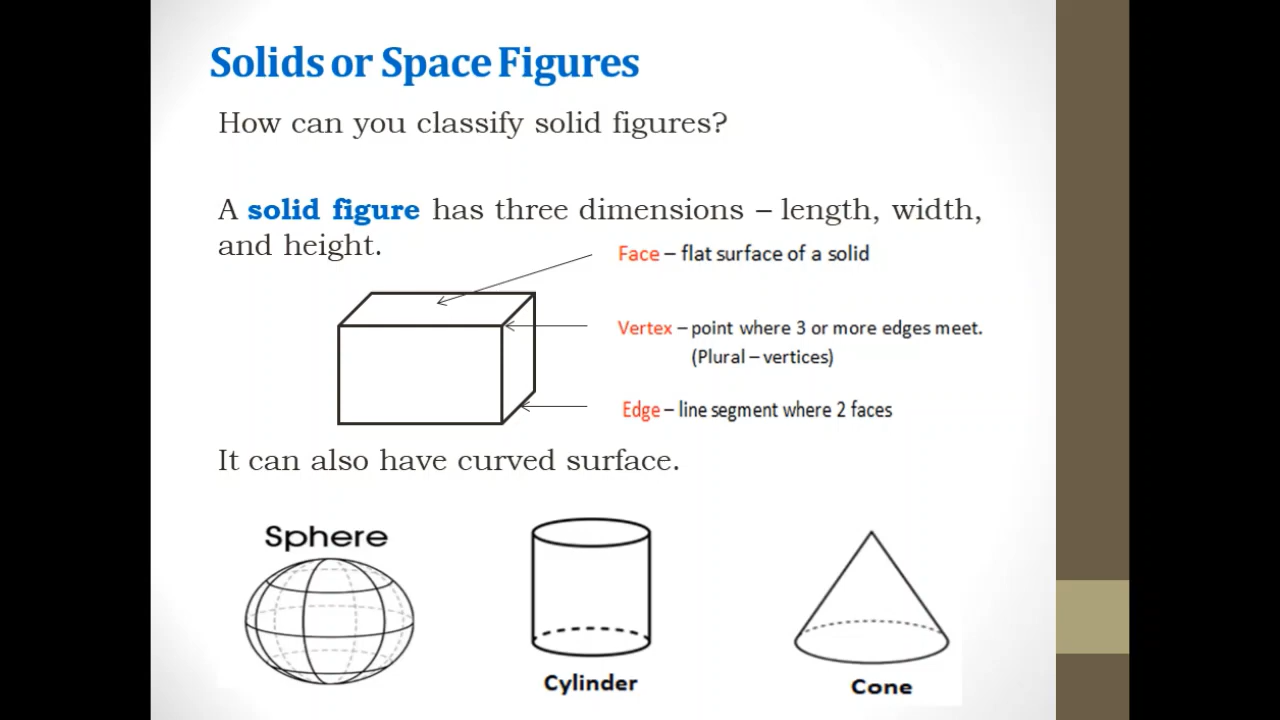 Solids or Space Figures
How can you classify solid figures?
A solid figure has three dimensions – length, width,
and height.
Face – flat surface of a solid
Vertex – point where 3 or more edges meet.
(Plural – vertices)
Edge – line segment where 2 faces
It can also have curved surface.
Sphere
Cylinder
Cone